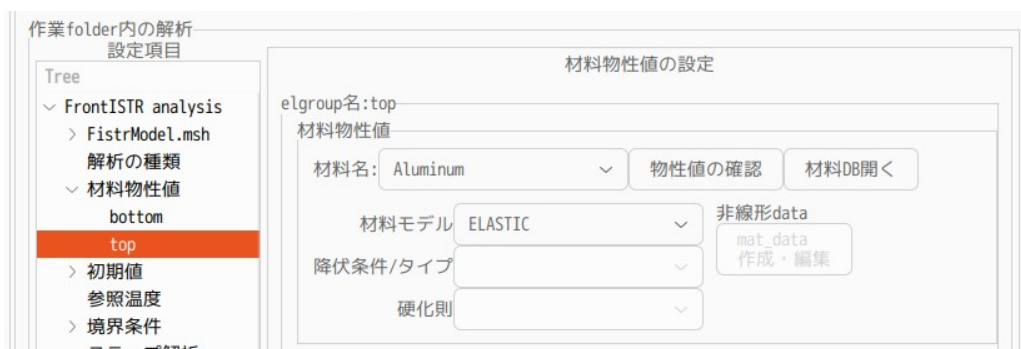 作業folder内の解析
設定項目
Tree
FrontISTR analysis
FistrModel.msh
解析の種類
材料物性値
bottom
top
初期値
参照温度
境界条件
材料物性値の設定
elgroup名:top
材料物性値
材料名: Aluminum 物性値の確認 材料DB開く
材料モデル ELASTIC 非線形data
mat_data
作成・編集
降伏条件/タイプ
硬化則